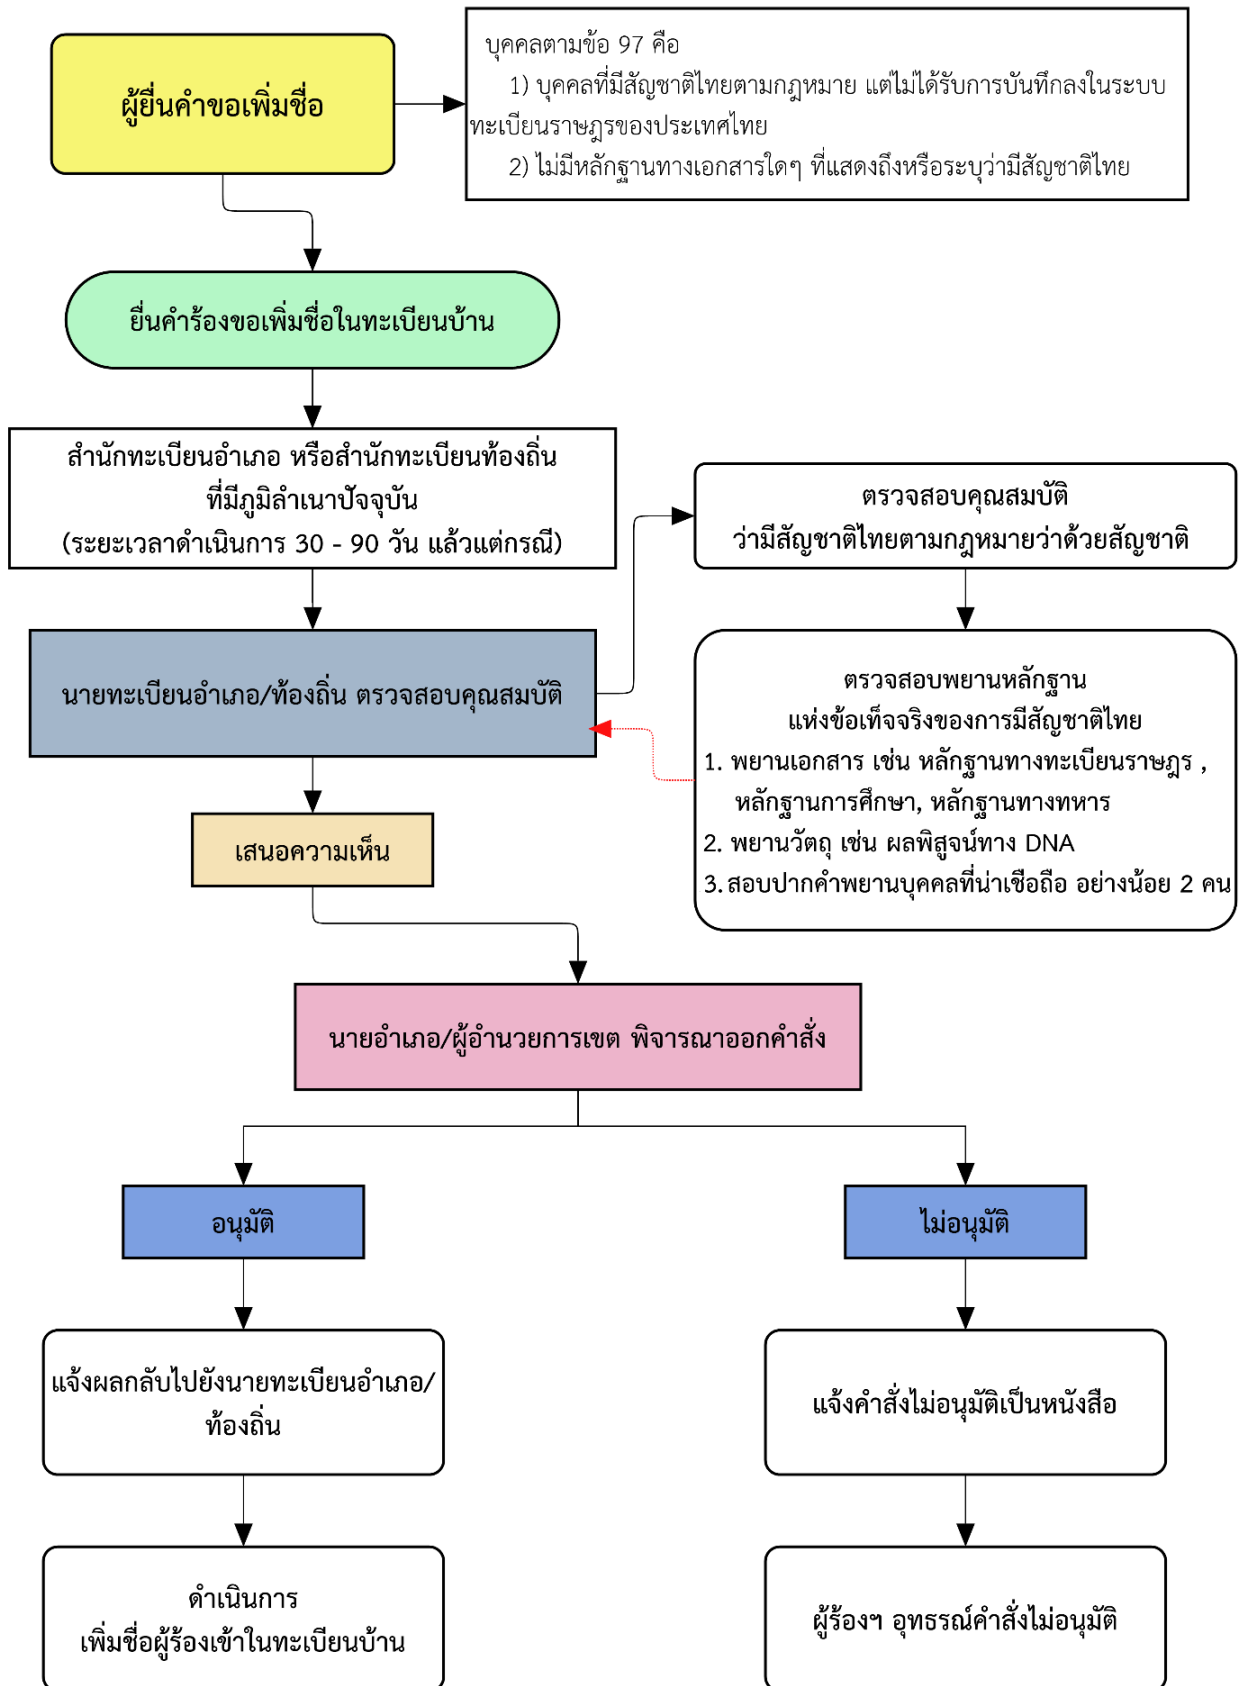 ผู้ยื่นคำขอเพิ่มชื่อ
บุคคลตามข้อ 97 คือ
1) บุคคลที่มีสัญชาติไทยตามกฎหมาย แต่ไม่ได้รับการบันทึกลงในระบบ
ทะเบียนราษฎรของประเทศไทย
2) ไม่มีหลักฐานทางเอกสารใดๆ ที่แสดงถึงหรือระบุว่ามีสัญชาติไทย
ยื่นคำร้องขอเพิ่มชื่อในทะเบียนบ้าน
สำนักทะเบียนอำเภอ หรือสำนักทะเบียนท้องถิ่น
ที่มีภูมิลำเนาปัจจุบัน
(ระยะเวลาดำเนินการ 30 - 90 วัน แล้วแต่กรณี)
ตรวจสอบคุณสมบัติ
ว่ามีสัญชาติไทยตามกฎหมายว่าด้วยสัญชาติ
นายทะเบียนอำเภอ/ท้องถิ่น ตรวจสอบคุณสมบัติ
ตรวจสอบพยานหลักฐาน
แห่งข้อเท็จจริงของการมีสัญชาติไทย
1. พยานเอกสาร เช่น หลักฐานทางทะเบียนราษฎร ,
หลักฐานการศึกษา, หลักฐานทางทหาร
2. พยานวัตถุ เช่น ผลพิสูจน์ทาง DNA
3. สอบปากคำพยานบุคคลที่น่าเชือถือ อย่างน้อย 2 คน
เสนอความเห็น
นายอำเภอ/ผู้อำนวยการเขต พิจารณาออกคำสั่ง
อนุมัติ
ไม่อนุมัติ
แจ้งผลกลับไปยังนายทะเบียนอำเภอ/
ท้องถิ่น
แจ้งคำสั่งไม่อนุมัติเป็นหนังสือ
ดำเนินการ
เพิ่มชื่อผู้ร้องเข้าในทะเบียนบ้าน
ผู้ร้องฯ อุทธรณ์คำสั่งไม่อนุมัติ